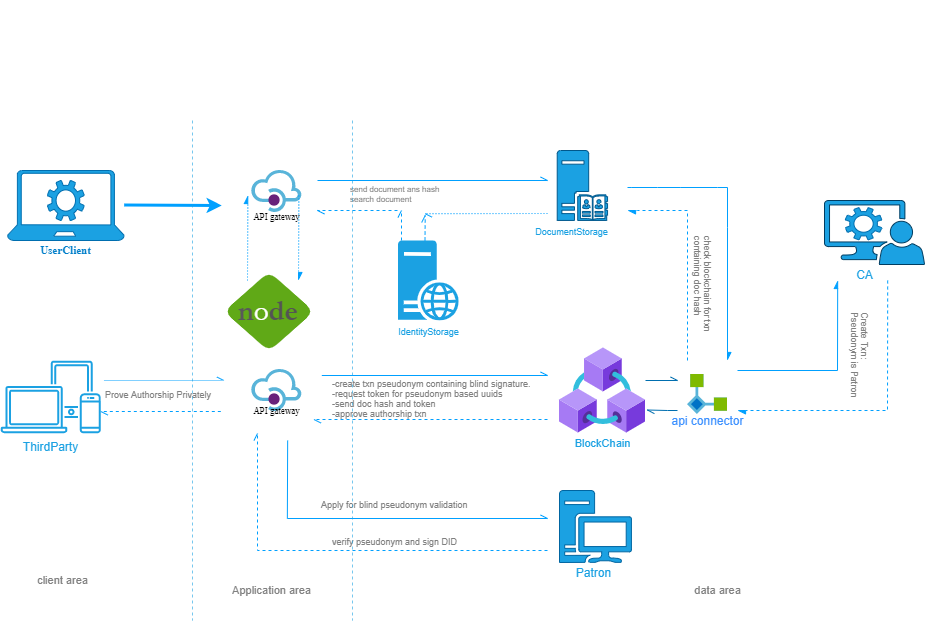 send document ans hash
search document
API gateway
UserClient
DocumentStorage
check blockchain for txn
containing doc hash
CA
node
IdentityStorage
Create Txn:
Pseudomyn is Patron
-create txn pseudonym containing blind signature.
-request token for pseudonym based uuids
-send doc hash and token
-approve authorship txn
Prove Authorship Privately
API gateway
api connector
ThirdParty
BlockChain
Apply for blind pseudonym validation
verify pseudonym and sign DID
Patron
client area
Application area
data area